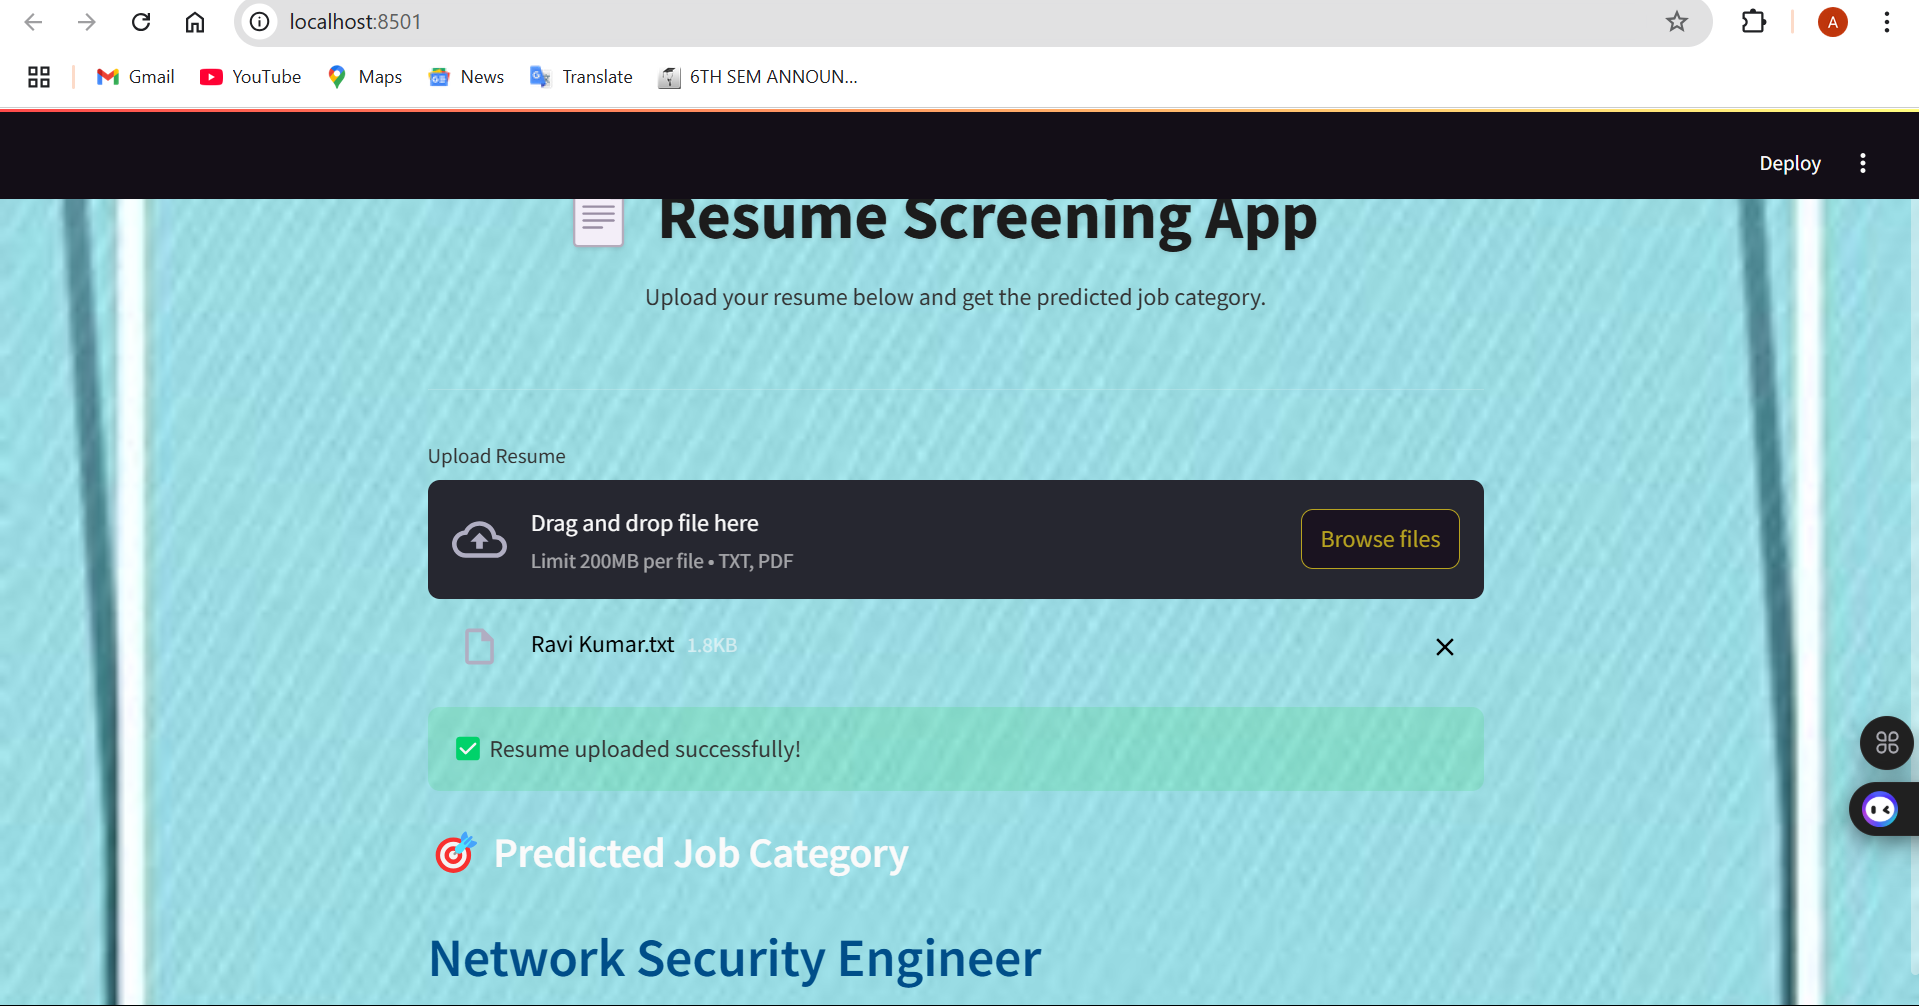 localhost:8501
A
Gmail YouTube Maps News Translate 6TH SEM ANNOUN...
Deploy
Resume Screening App
Upload your resume below and get the predicted job category.
Upload Resume
Drag and drop file here
Limit 200MB per file • TXT, PDF
Browse files
Ravi Kumar.txt 1.8KB
Resume uploaded successfully!
Predicted Job Category
Network Security Engineer